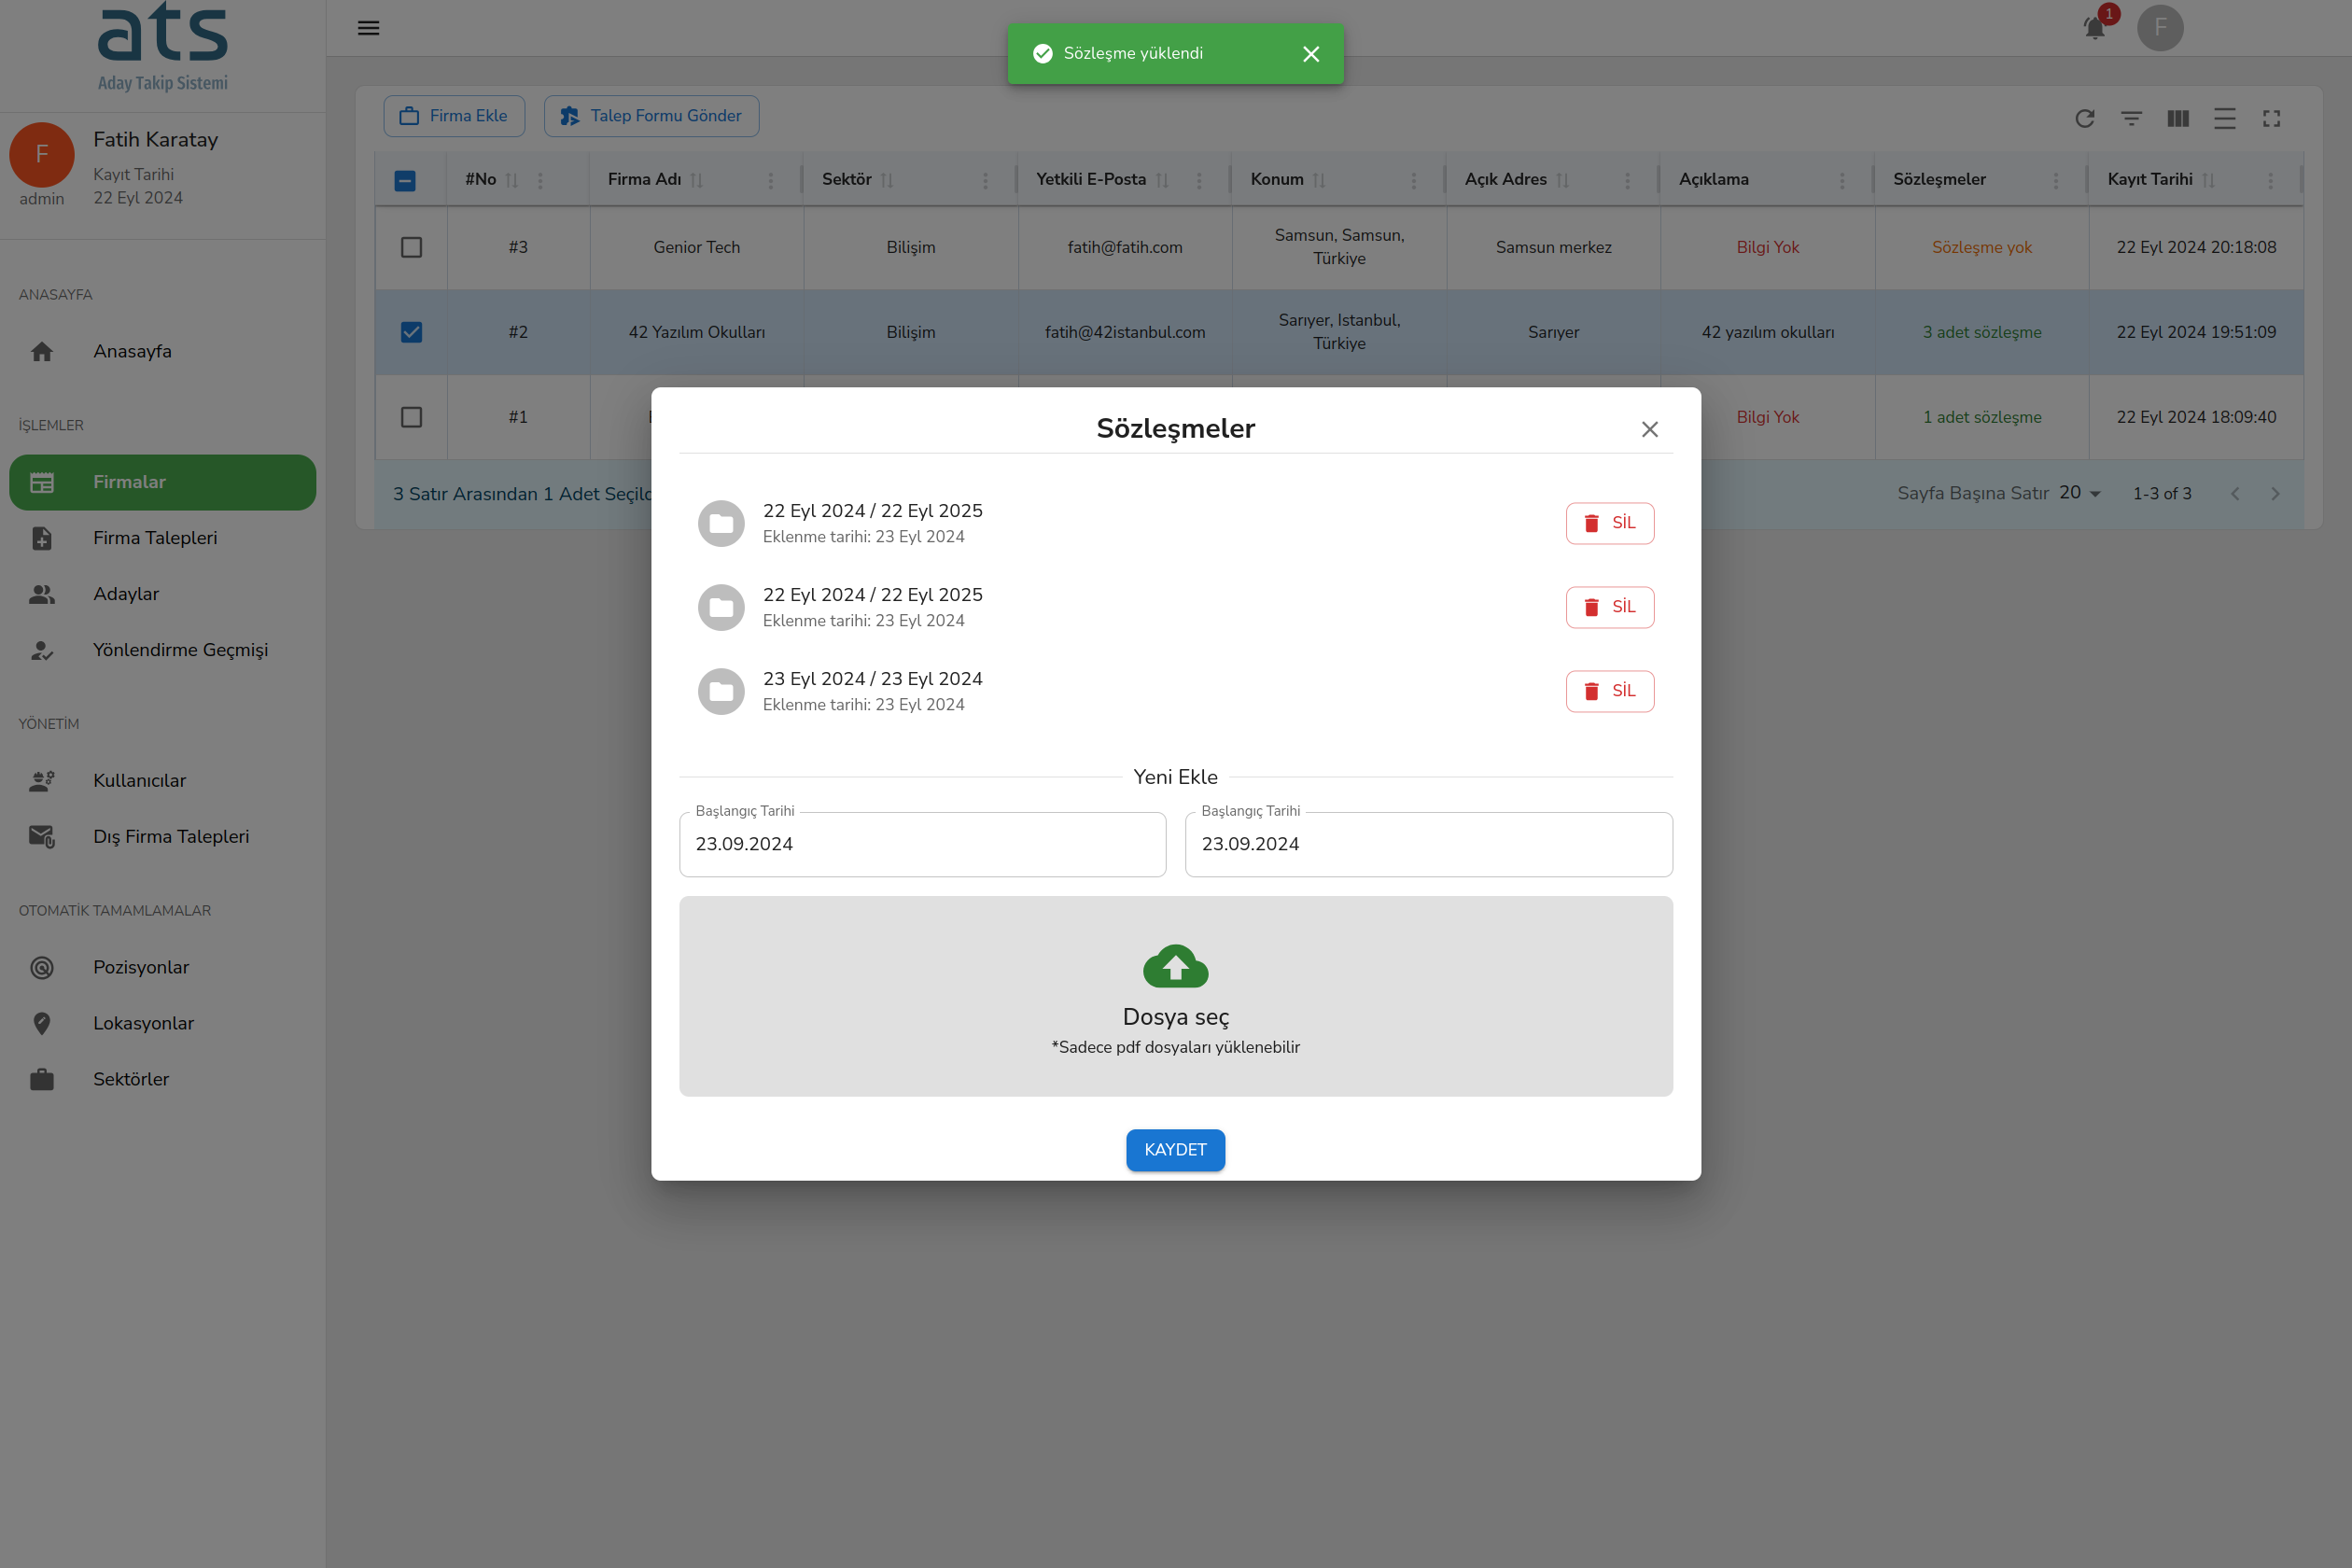 ats
Aday Takip Sistemi
F
Fatih Karatay
Kayıt Tarihi
22 Eyl 2024
admin
ANASAYFA
Anasayfa
İŞLEMLER
Firmalar
Firma Talepleri
Adaylar
Yönlendirme Geçmişi
YÖNETİM
Kullanıcılar
Dış Firma Talepleri
OTOMATİK TAMAMLAMALAR
Pozisyonlar
Lokasyonlar
Sektörler
Sözleşme yüklendi
1
F
Firma Ekle
Talep Formu Gönder
#No Firma Adı Sektör Yetkili E-Posta Konum Açık Adres Açıklama Sözleşmeler Kayıt Tarihi
#3 Genior Tech Bilişim fatih@fatih.com Samsun, Samsun, Türkiye Samsun merkez Bilgi Yok Sözleşme yok 22 Eyl 2024 20:18:08
#2 42 Yazılım Okulları Bilişim fatih@42istanbul.com Sarıyer, Istanbul, Türkiye Sarıyer 42 yazılım okulları 3 adet sözleşme 22 Eyl 2024 19:51:09
#1 Bilgi Yok 1 adet sözleşme 22 Eyl 2024 18:09:40
3 Satır Arasından 1 Adet
Sayfa Başına Satır 20 1-3 of 3
Sözleşmeler
22 Eyl 2024 / 22 Eyl 2025
Eklenme tarihi: 23 Eyl 2024
SİL
22 Eyl 2024 / 22 Eyl 2025
Eklenme tarihi: 23 Eyl 2024
SİL
23 Eyl 2024 / 23 Eyl 2024
Eklenme tarihi: 23 Eyl 2024
SİL
Yeni Ekle
Başlangıç Tarihi
23.09.2024
Başlangıç Tarihi
23.09.2024
Dosya seç
*Sadece pdf dosyaları yüklenebilir
KAYDET